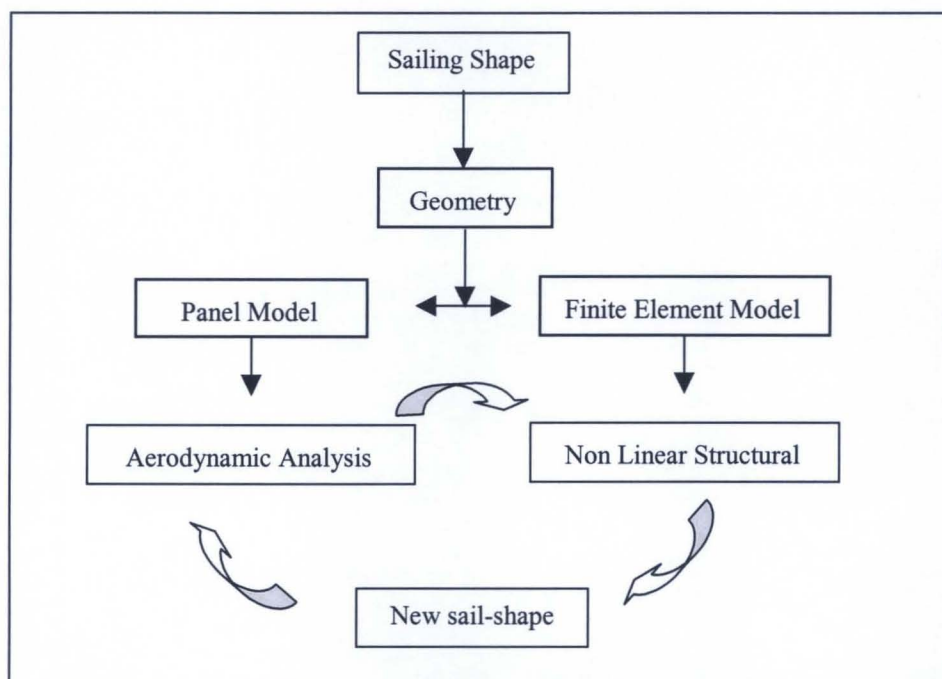 Sailing Shape
Geometry
Panel Model
Finite Element Model
Aerodynamic Analysis
Non Linear Structural
New sail-shape